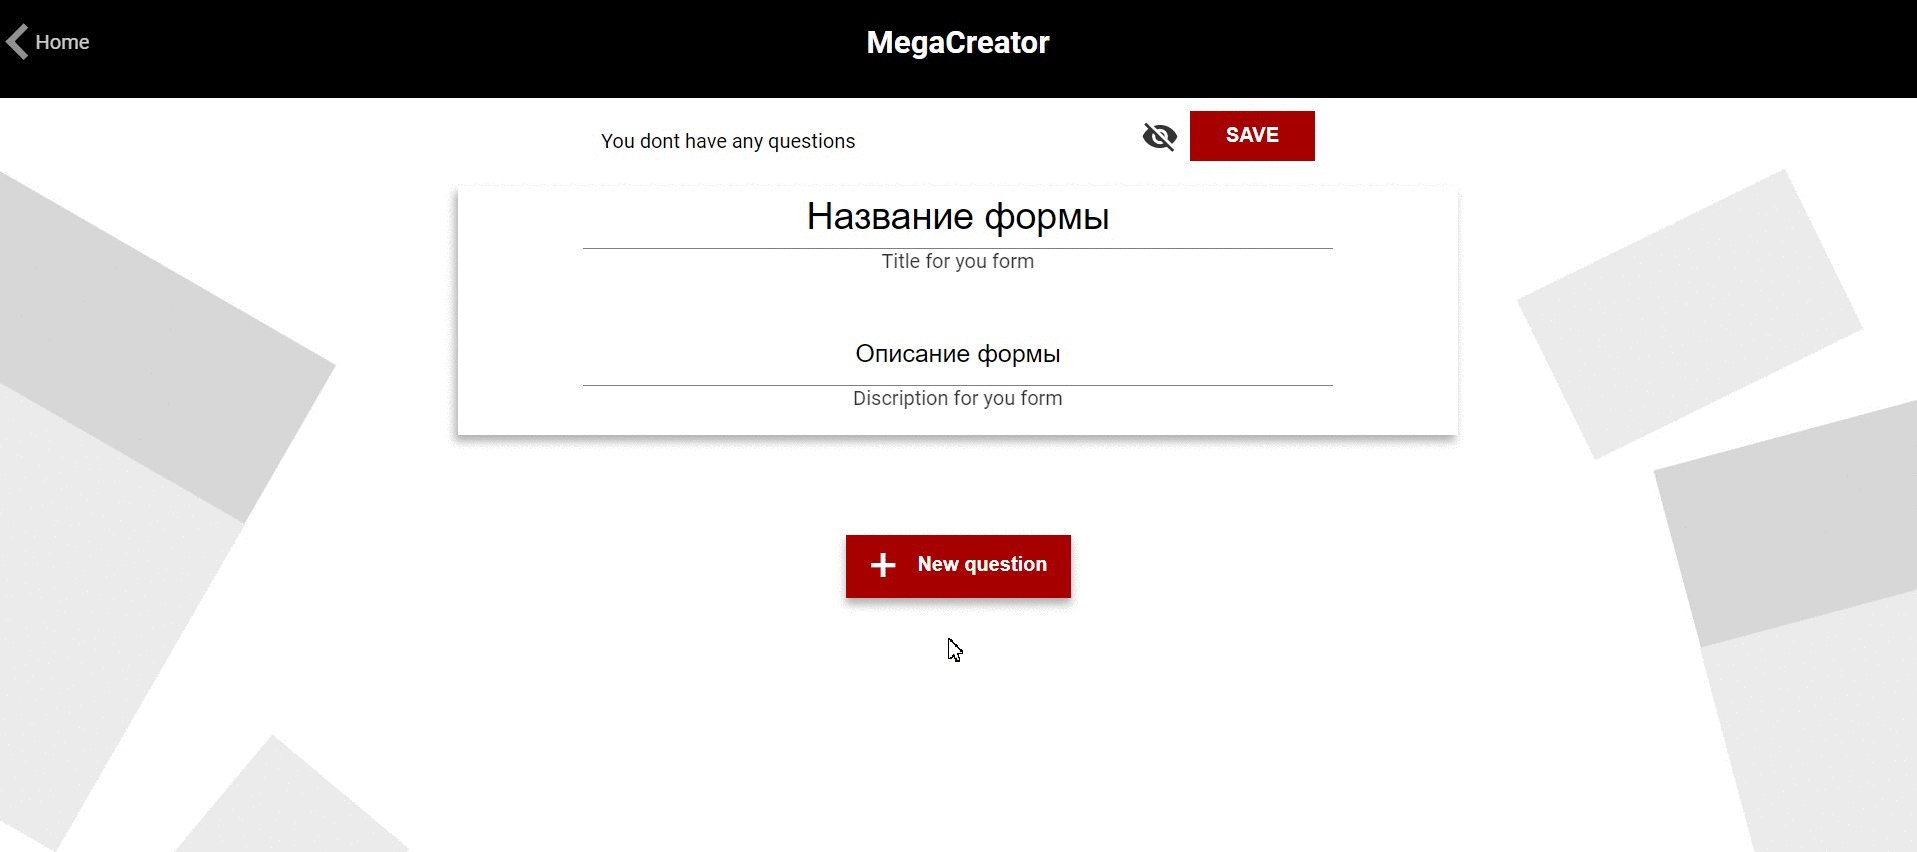 Home
MegaCreator
You dont have any questions
SAVE
Название формы
Title for you form
Описание формы
Discription for you form
New question